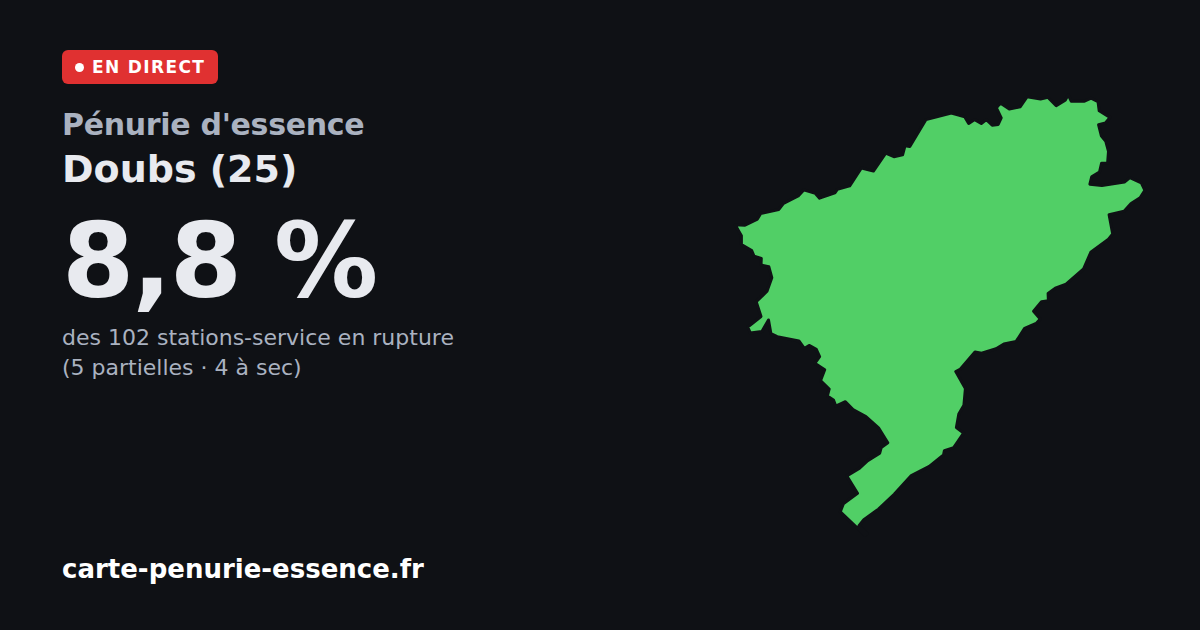 EN DIRECT
Pénurie d'essence
Doubs (25)
8,8 %
des 102 stations-service en rupture
(5 partielles · 4 à sec)
carte-penurie-essence.fr